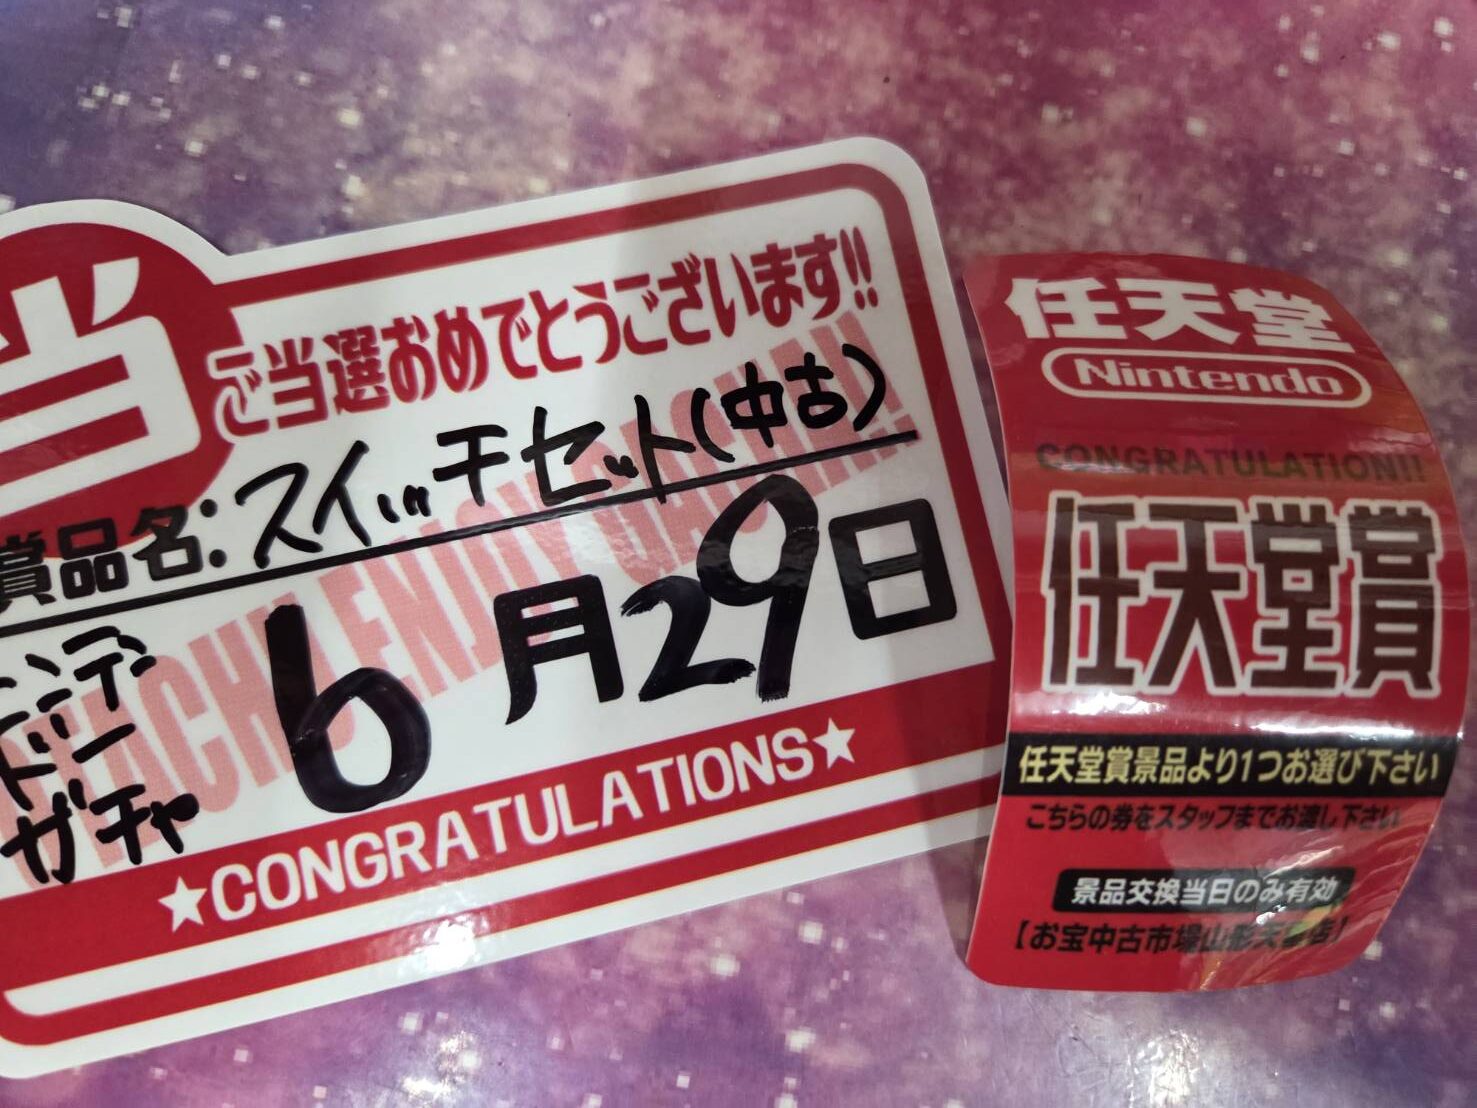 当
ご当選おめでとうございます!!
賞品名:スイッチセット(中古)
ニンテン
ドー
ガチャ
6月29日
★CONGRATULATIONS★
任天堂
Nintendo
CONGRATULATION!!
任天堂賞
任天堂賞景品より1つお選び下さい
こちらの券をスタッフまでお渡し下さい
景品交換当日のみ有効
【お宝中古市場山形天童店】